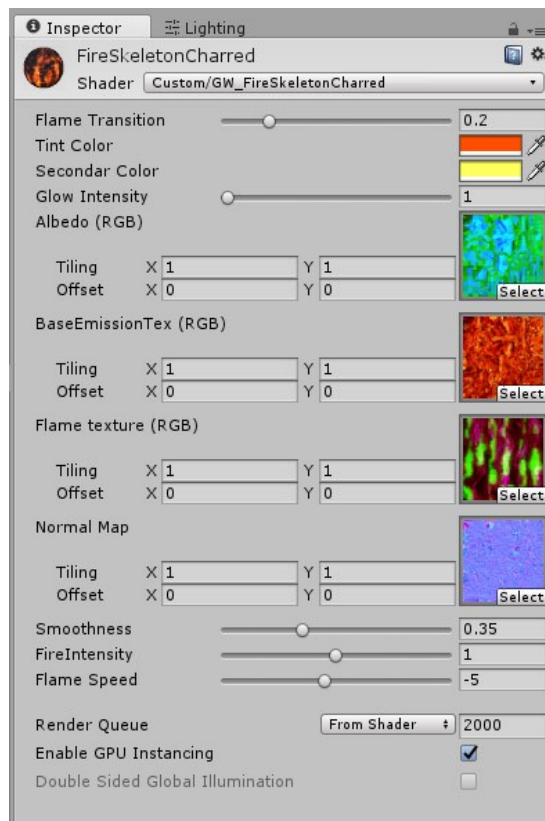 Inspector Lighting
FireSkeletonCharred
Shader Custom/GW_FireSkeletonCharred
Flame Transition 0.2
Tint Color
Secondar Color
Glow Intensity 1
Albedo (RGB)
Tiling X 1 Y 1
Offset X 0 Y 0
Select
BaseEmissionTex (RGB)
Tiling X 1 Y 1
Offset X 0 Y 0
Select
Flame texture (RGB)
Tiling X 1 Y 1
Offset X 0 Y 0
Select
Normal Map
Tiling X 1 Y 1
Offset X 0 Y 0
Select
Smoothness 0.35
FireIntensity 1
Flame Speed -5
Render Queue From Shader 2000
Enable GPU Instancing
Double Sided Global Illumination